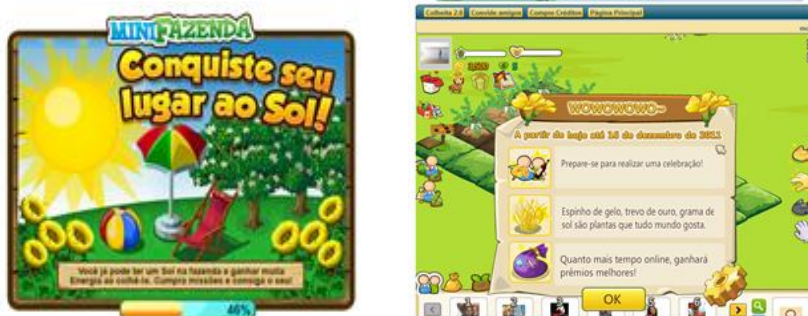 MINIFAZENDA
Conquiste seu
lugar ao Sol!
Você já pode ter um Sol na fazenda e ganhar muita
Energia ao colhê-lo. Cumpra missões e consiga o seu!
46%
Colheita 2.0
Convide amigos
Compre Créditos
Página Principal
3,500
WOWOWOWO~
A partir de hoje até 16 de dezembro de 2011
Prepare-se para realizar uma celebração!
Espinho de gelo, trevo de ouro, grama de
sol são plantas que tudo mundo gosta.
Quanto mais tempo online, ganhará
prêmios melhores!
OK